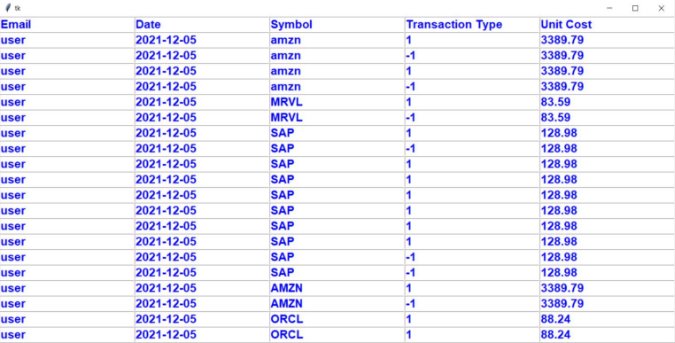 tk
Email Date Symbol Transaction Type Unit Cost
user 2021-12-05 amzn 1 3389.79
user 2021-12-05 amzn -1 3389.79
user 2021-12-05 amzn 1 3389.79
user 2021-12-05 amzn -1 3389.79
user 2021-12-05 MRVL 1 83.59
user 2021-12-05 MRVL -1 83.59
user 2021-12-05 SAP 1 128.98
user 2021-12-05 SAP -1 128.98
user 2021-12-05 SAP 1 128.98
user 2021-12-05 SAP 1 128.98
user 2021-12-05 SAP 1 128.98
user 2021-12-05 SAP 1 128.98
user 2021-12-05 SAP 1 128.98
user 2021-12-05 SAP 1 128.98
user 2021-12-05 SAP -1 128.98
user 2021-12-05 SAP -1 128.98
user 2021-12-05 AMZN 1 3389.79
user 2021-12-05 AMZN -1 3389.79
user 2021-12-05 ORCL 1 88.24
user 2021-12-05 ORCL 1 88.24